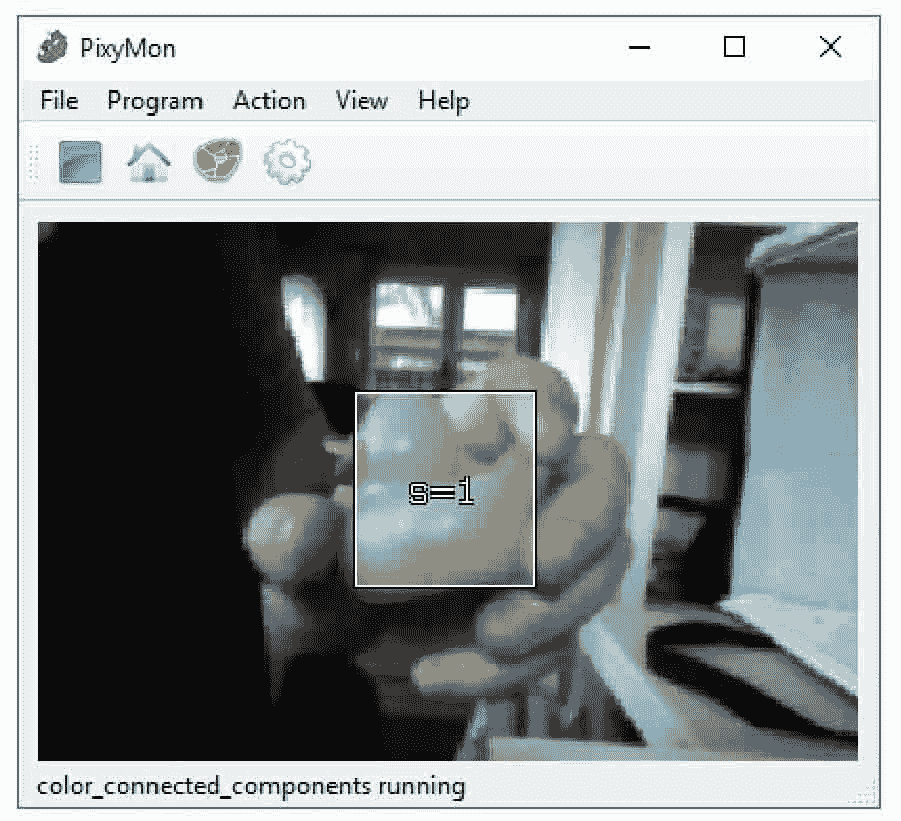 PixyMon
File Program Action View Help
s=1
color_connected_components running